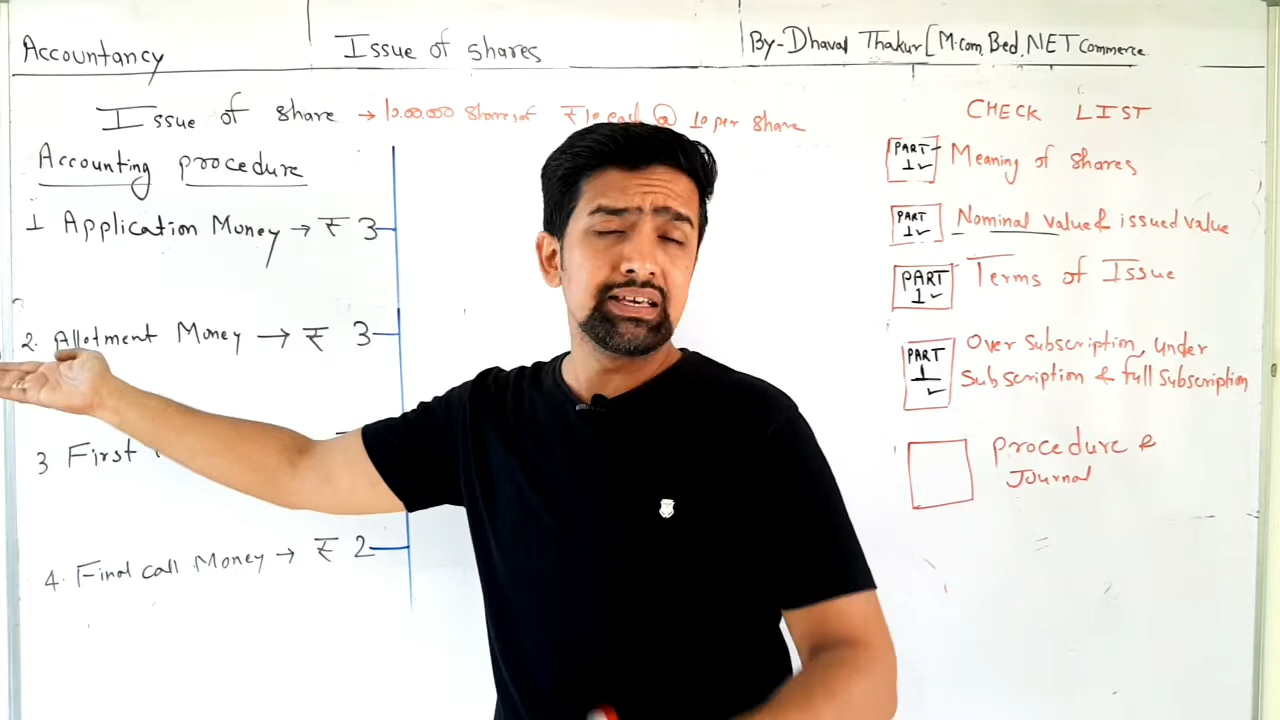 Accountancy
Issue of shares
By-Dhaval Thakur [M.com, Bed, NET Commerce
Issue of share → 10,00,000 shares of ₹10 each @ 10 per share
Accounting procedure
1 Application Money → ₹ 3
2. Allotment Money → ₹ 3
3 First
4. Final call Money → ₹ 2
CHECK LIST
PART-1 ✓ Meaning of shares
PART 1 ✓ Nominal value & issued value
PART 1 ✓ Terms of Issue
PART 1 ✓ Over Subscription, under
Subscription & full Subscription
Procedure &
Journal